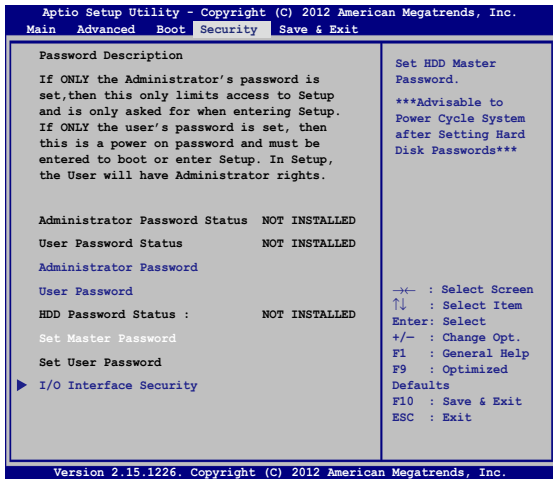 Aptio Setup Utility - Copyright (C) 2012 American Megatrends, Inc.
Main Advanced Boot Security Save & Exit
Password Description
If ONLY the Administrator's password is
set,then this only limits access to Setup
and is only asked for when entering Setup.
If ONLY the user's password is set, then
this is a power on password and must be
entered to boot or enter Setup. In Setup,
the User will have Administrator rights.
Administrator Password Status NOT INSTALLED
User Password Status NOT INSTALLED
Administrator Password
User Password
HDD Password Status : NOT INSTALLED
Set Master Password
Set User Password
I/O Interface Security
Set HDD Master
Password.
***Advisable to
Power Cycle System
after Setting Hard
Disk Passwords***
→← : Select Screen
↑↓ : Select Item
Enter: Select
+/— : Change Opt.
F1 : General Help
F9 : Optimized
Defaults
F10 : Save & Exit
ESC : Exit
Version 2.15.1226. Copyright (C) 2012 American Megatrends, Inc.